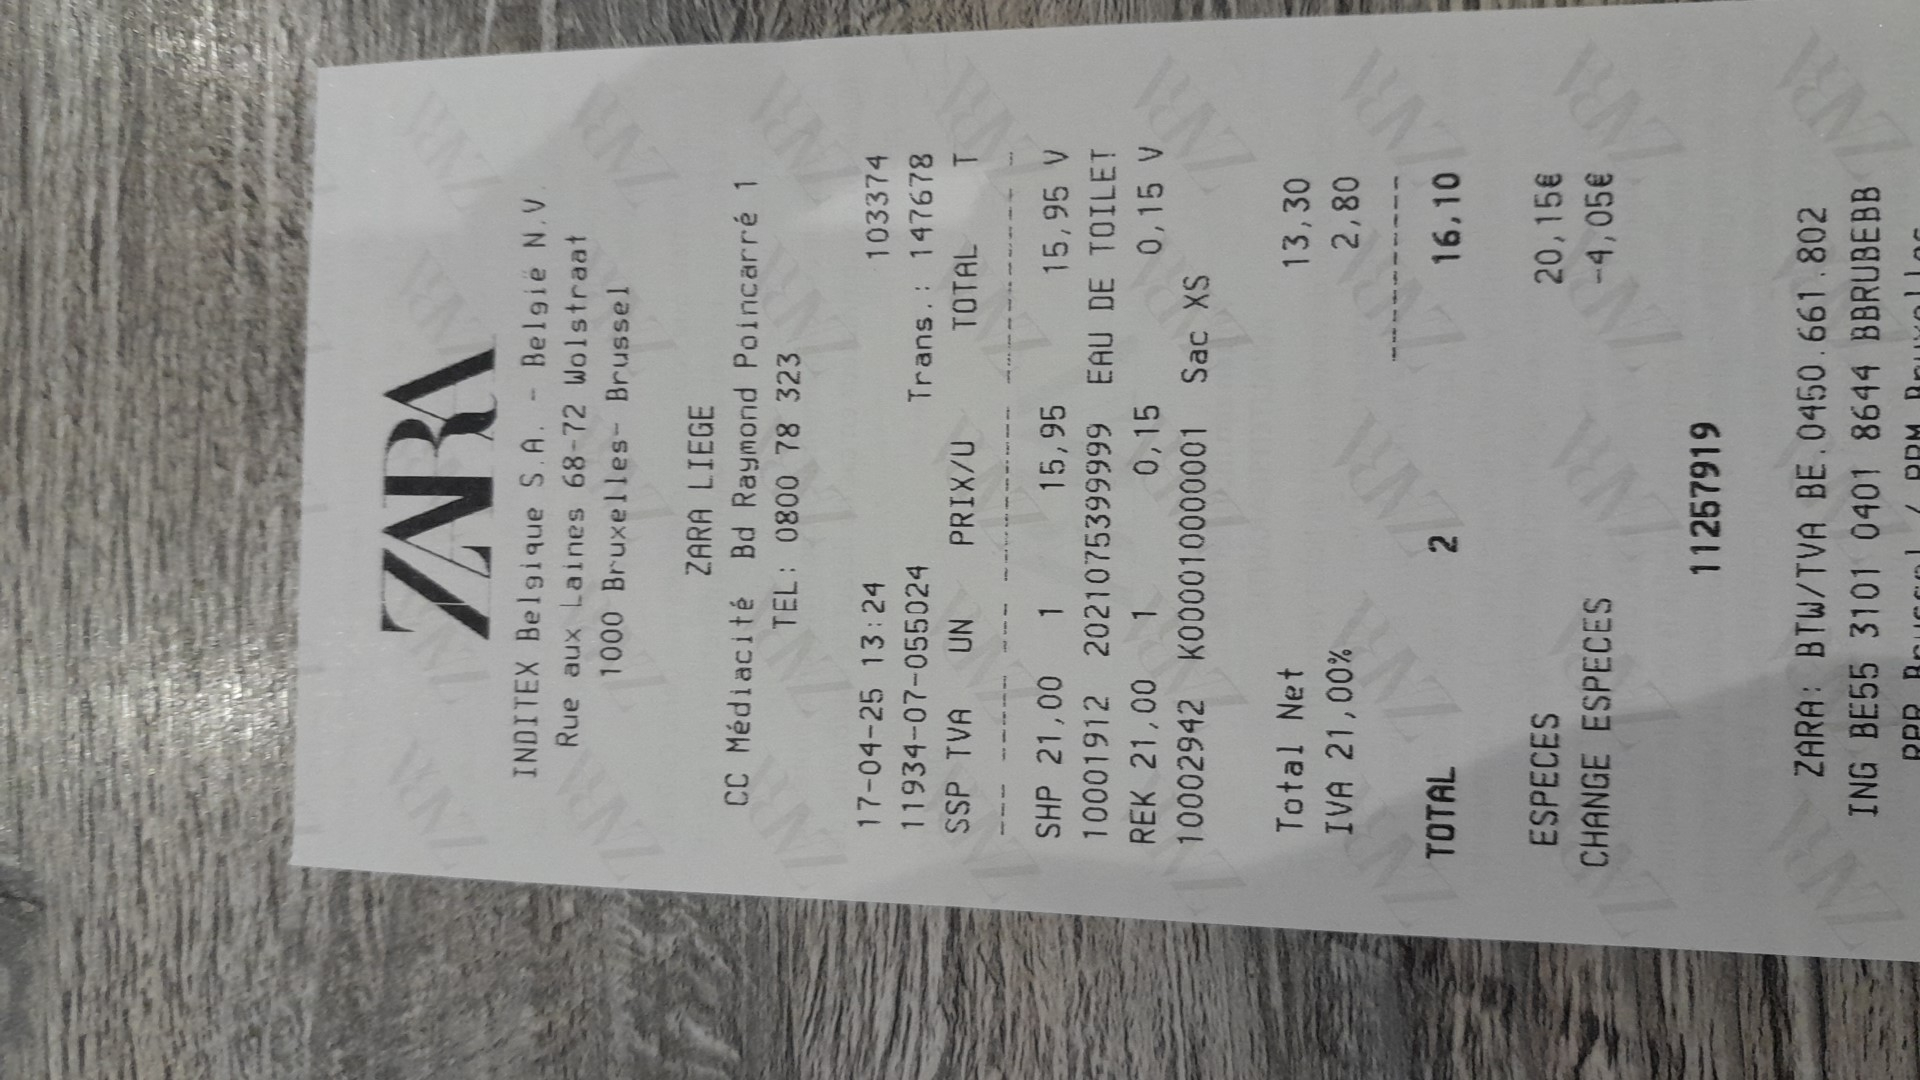 ZARA
INDITEX Belgique S.A. - België N.V.
Rue aux Laines 68-72 Wolstraat
1000 Bruxelles- Brussel
ZARA LIEGE
CC Médiacité Bd Raymond Poincarré 1
TEL: 0800 78 323
17-04-25 13:24 103374
11934-07-055024 Trans.: 147678
SSP TVA UN PRIX/U TOTAL T
SHP 21,00 1 15,95 15,95 V
10001912 20210753999999 EAU DE TOILET
REK 21,00 1 0,15 0,15 V
10002942 K0000100000001 Sac XS
Total Net 13,30
IVA 21,00% 2,80
TOTAL 2 16,10
ESPECES 20,15€
CHANGE ESPECES -4,05€
11257919
ZARA: BTW/TVA BE.0450.661.802
ING BE55 3101 0401 8644 BBRUBEBB